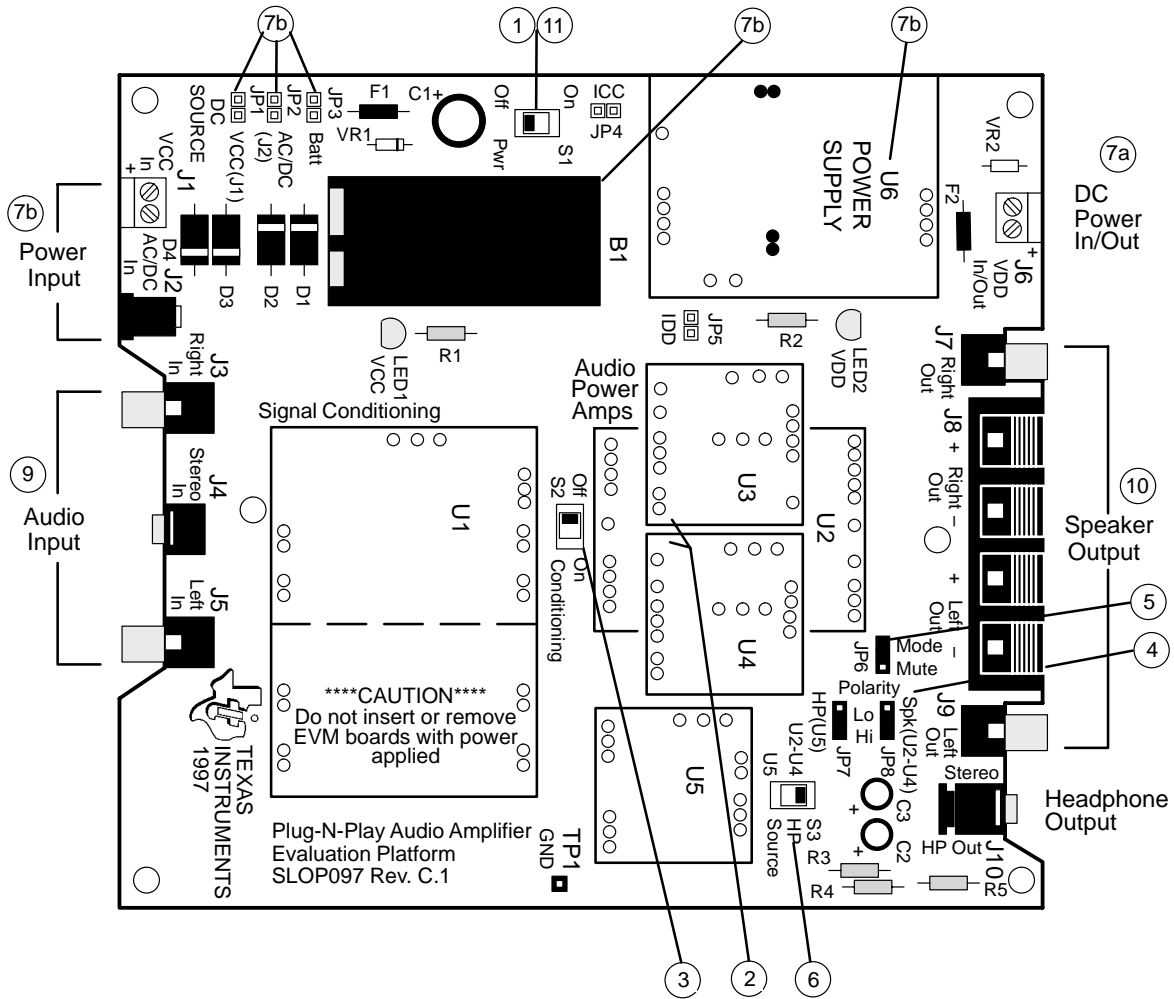 7b
1
11
7b
7b
DC
SOURCE
JP1
VCC(J1)
JP2
AC/DC
(J2)
JP3
Batt
F1
VR1
C1+
Off
On
Pwr
S1
ICC
JP4
U6
POWER
SUPPLY
VR2
F2
7a
DC
Power
In/Out
7b
Power
Input
VCC
In
+
J1
D4
AC/DC
In
J2
D3
D2
D1
B1
J6
+
VDD
In/Out
LED1
VCC
R1
JP5
IDD
R2
LED2
VDD
J3
Right
In
J7
Right
Out
Audio
Power
Amps
Signal Conditioning
9
Audio
Input
J4
Stereo
In
J5
Left
In
U1
S2
Off
On
Conditioning
U3
U2
U4
J8
+
Right
Out
−
+
Left
Out
−
10
Speaker
Output
5
4
JP6
Mode
Mute
Polarity
HP(U5)
Lo
Hi
JP7
Spk(U2-U4)
JP8
J9
Left
Out
****CAUTION****
Do not insert or remove
EVM boards with power
applied
TEXAS
INSTRUMENTS
1997
U5
U2-U4
U5
S3
HP
Source
+
C3
C2
+
R3
R4
R5
Stereo
HP Out
J10
Headphone
Output
Plug-N-Play Audio Amplifier
Evaluation Platform
SLOP097 Rev. C.1
TP1
GND
3
2
6